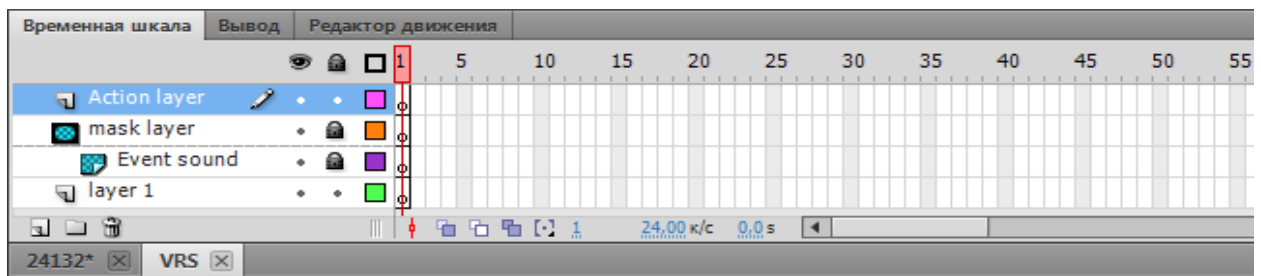 Временная шкала Вывод Редактор движения
1 5 10 15 20 25 30 35 40 45 50 55
Action layer
mask layer
Event sound
layer 1
1 24,00 к/с 0,0 s
24132* VRS